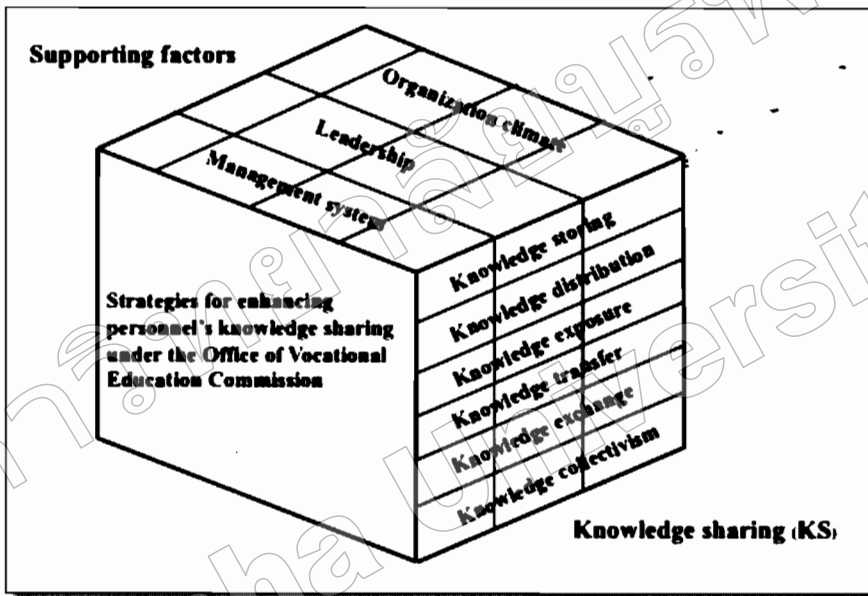 Supporting factors
Organization climate
Leadership
Management system
Strategies for enhancing
personnel's knowledge sharing
under the Office of Vocational
Education Commission
Knowledge storing
Knowledge distribution
Knowledge exposure
Knowledge transfer
Knowledge exchange
Knowledge collectivism
Knowledge sharing (KS)